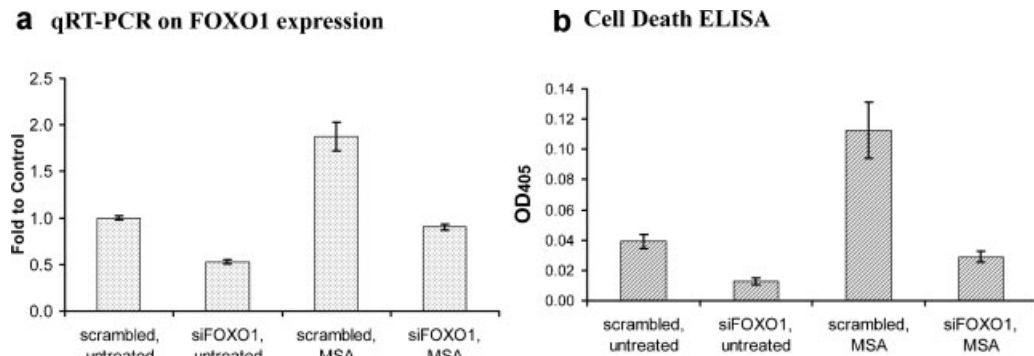 a qRT-PCR on FOXO1 expression
Fold to Control
2.5
2.0
1.5
1.0
0.5
0.0
scrambled, untreated
siFOXO1, untreated
scrambled, MSA
siFOXO1, MSA
b Cell Death ELISA
OD405
0.14
0.12
0.10
0.08
0.06
0.04
0.02
0.00
scrambled, untreated
siFOXO1, untreated
scrambled, MSA
siFOXO1, MSA